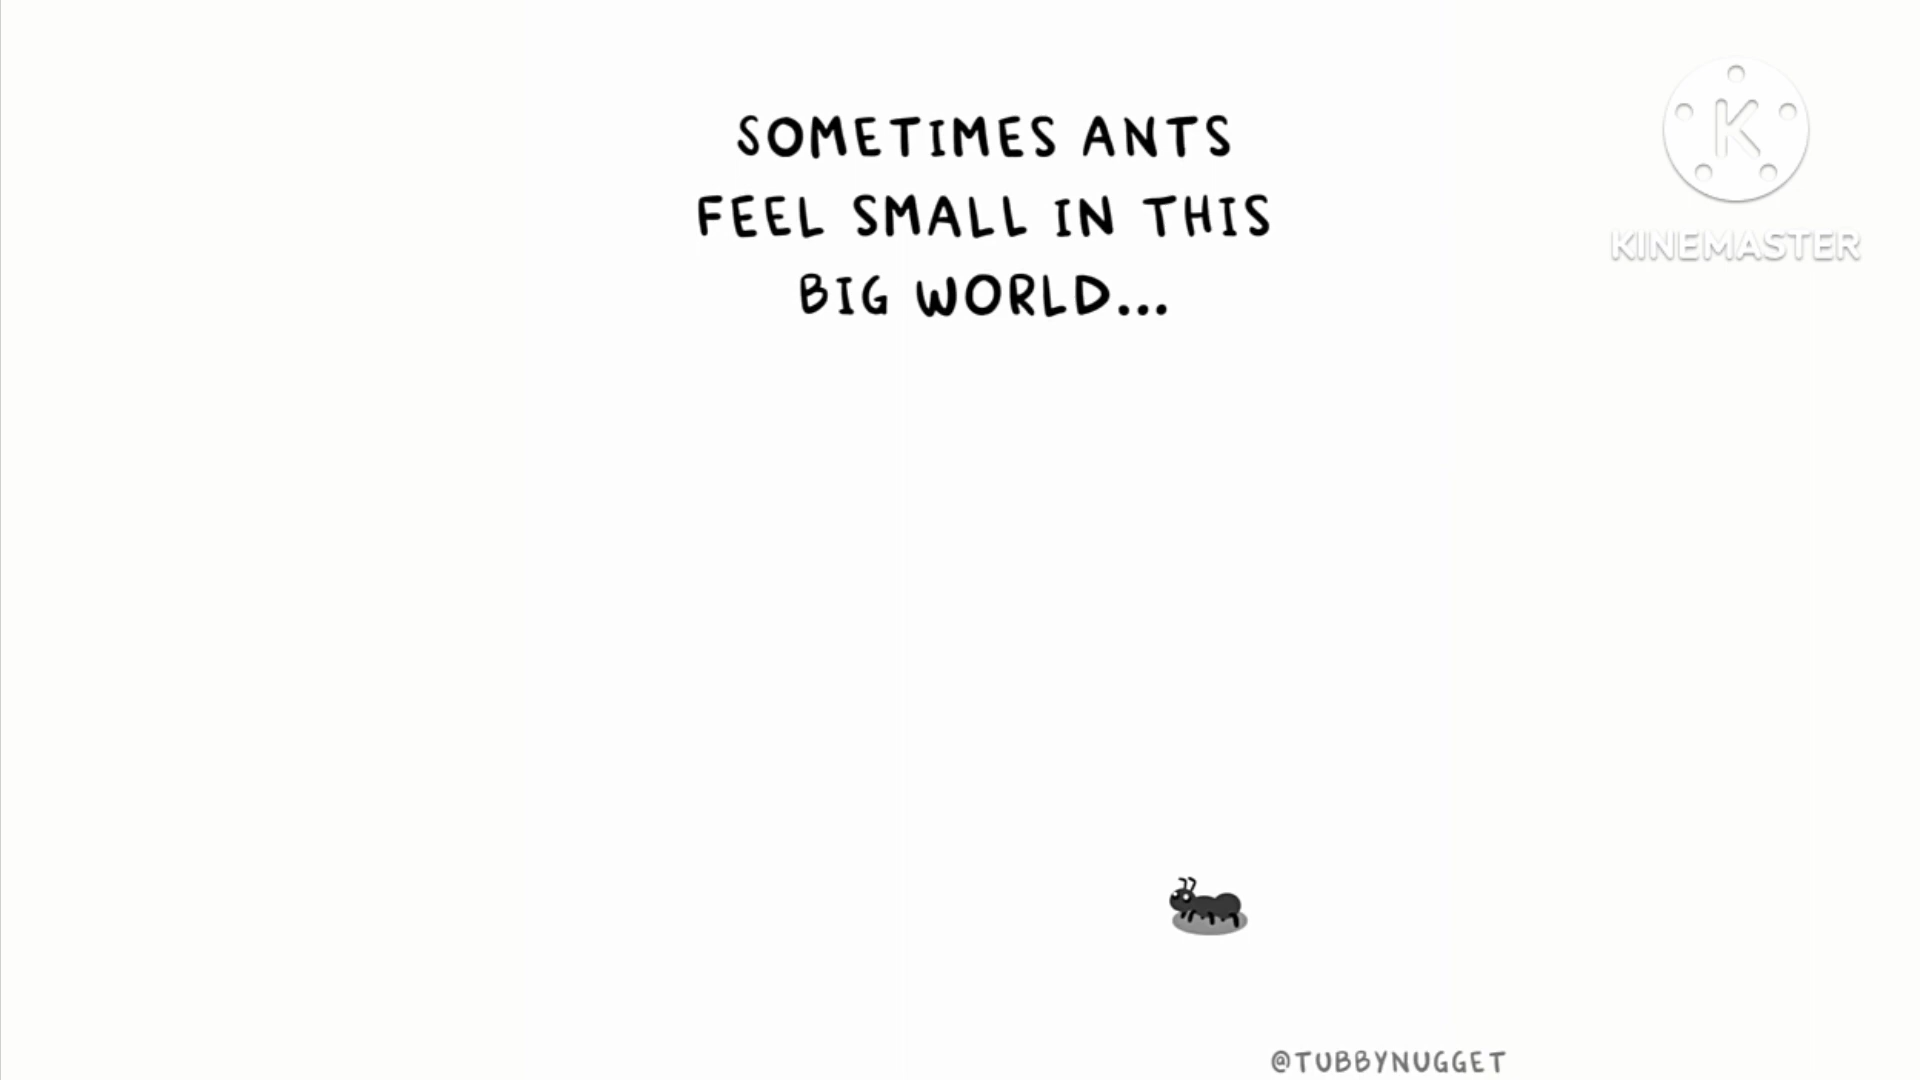 SOMETIMES ANTS
FEEL SMALL IN THIS
BIG WORLD...
K
KINEMASTER
@TUBBYNUGGET